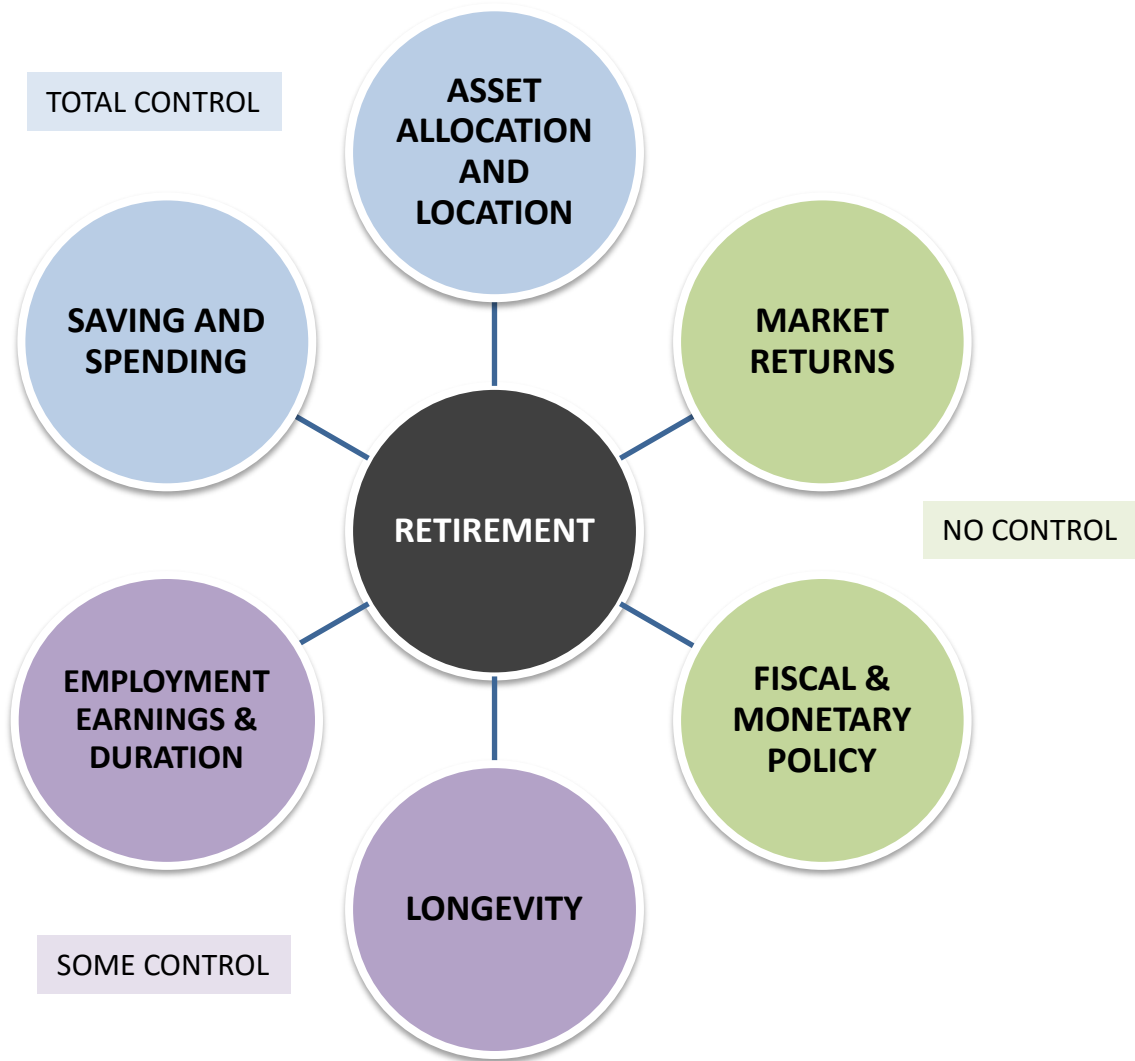 TOTAL CONTROL
ASSET
ALLOCATION
AND
LOCATION
SAVING AND
SPENDING
MARKET
RETURNS
RETIREMENT
NO CONTROL
EMPLOYMENT
EARNINGS &
DURATION
FISCAL &
MONETARY
POLICY
LONGEVITY
SOME CONTROL